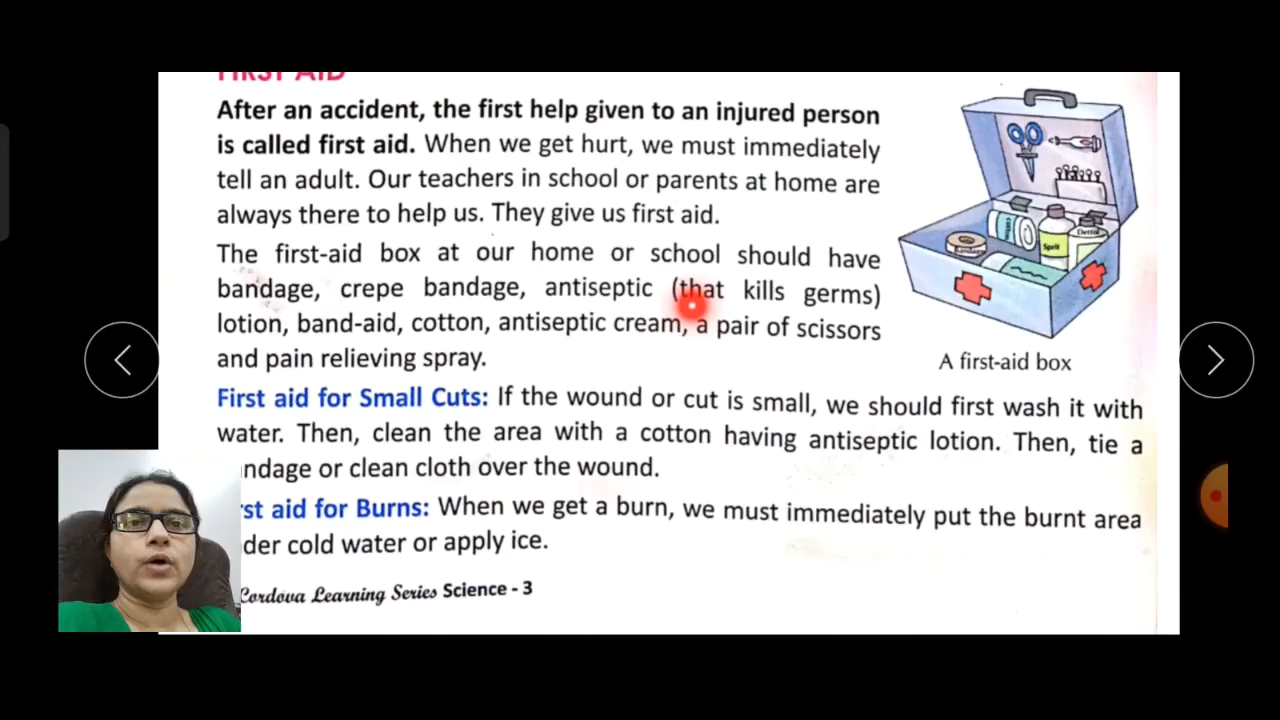 FIRST AID
After an accident, the first help given to an injured person
is called first aid. When we get hurt, we must immediately
tell an adult. Our teachers in school or parents at home are
always there to help us. They give us first aid.
The first-aid box at our home or school should have
bandage, crepe bandage, antiseptic (that kills germs)
lotion, band-aid, cotton, antiseptic cream, a pair of scissors
and pain relieving spray.
A first-aid box
First aid for Small Cuts: If the wound or cut is small, we should first wash it with
water. Then, clean the area with a cotton having antiseptic lotion. Then, tie a
ndage or clean cloth over the wound.
rst aid for Burns: When we get a burn, we must immediately put the burnt area
der cold water or apply ice.
Cordova Learning Series Science - 3
Sprit
Dettol